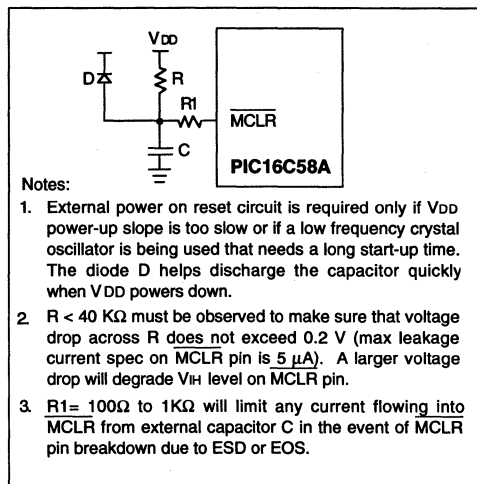 VDD
D
R
R1
MCLR
C
PIC16C58A
Notes:
1. External power on reset circuit is required only if VDD
power-up slope is too slow or if a low frequency crystal
oscillator is being used that needs a long start-up time.
The diode D helps discharge the capacitor quickly
when VDD powers down.
2. R < 40 KΩ must be observed to make sure that voltage
drop across R does not exceed 0.2 V (max leakage
current spec on MCLR pin is 5 μA). A larger voltage
drop will degrade VIH level on MCLR pin.
3. R1= 100Ω to 1KΩ will limit any current flowing into
MCLR from external capacitor C in the event of MCLR
pin breakdown due to ESD or EOS.